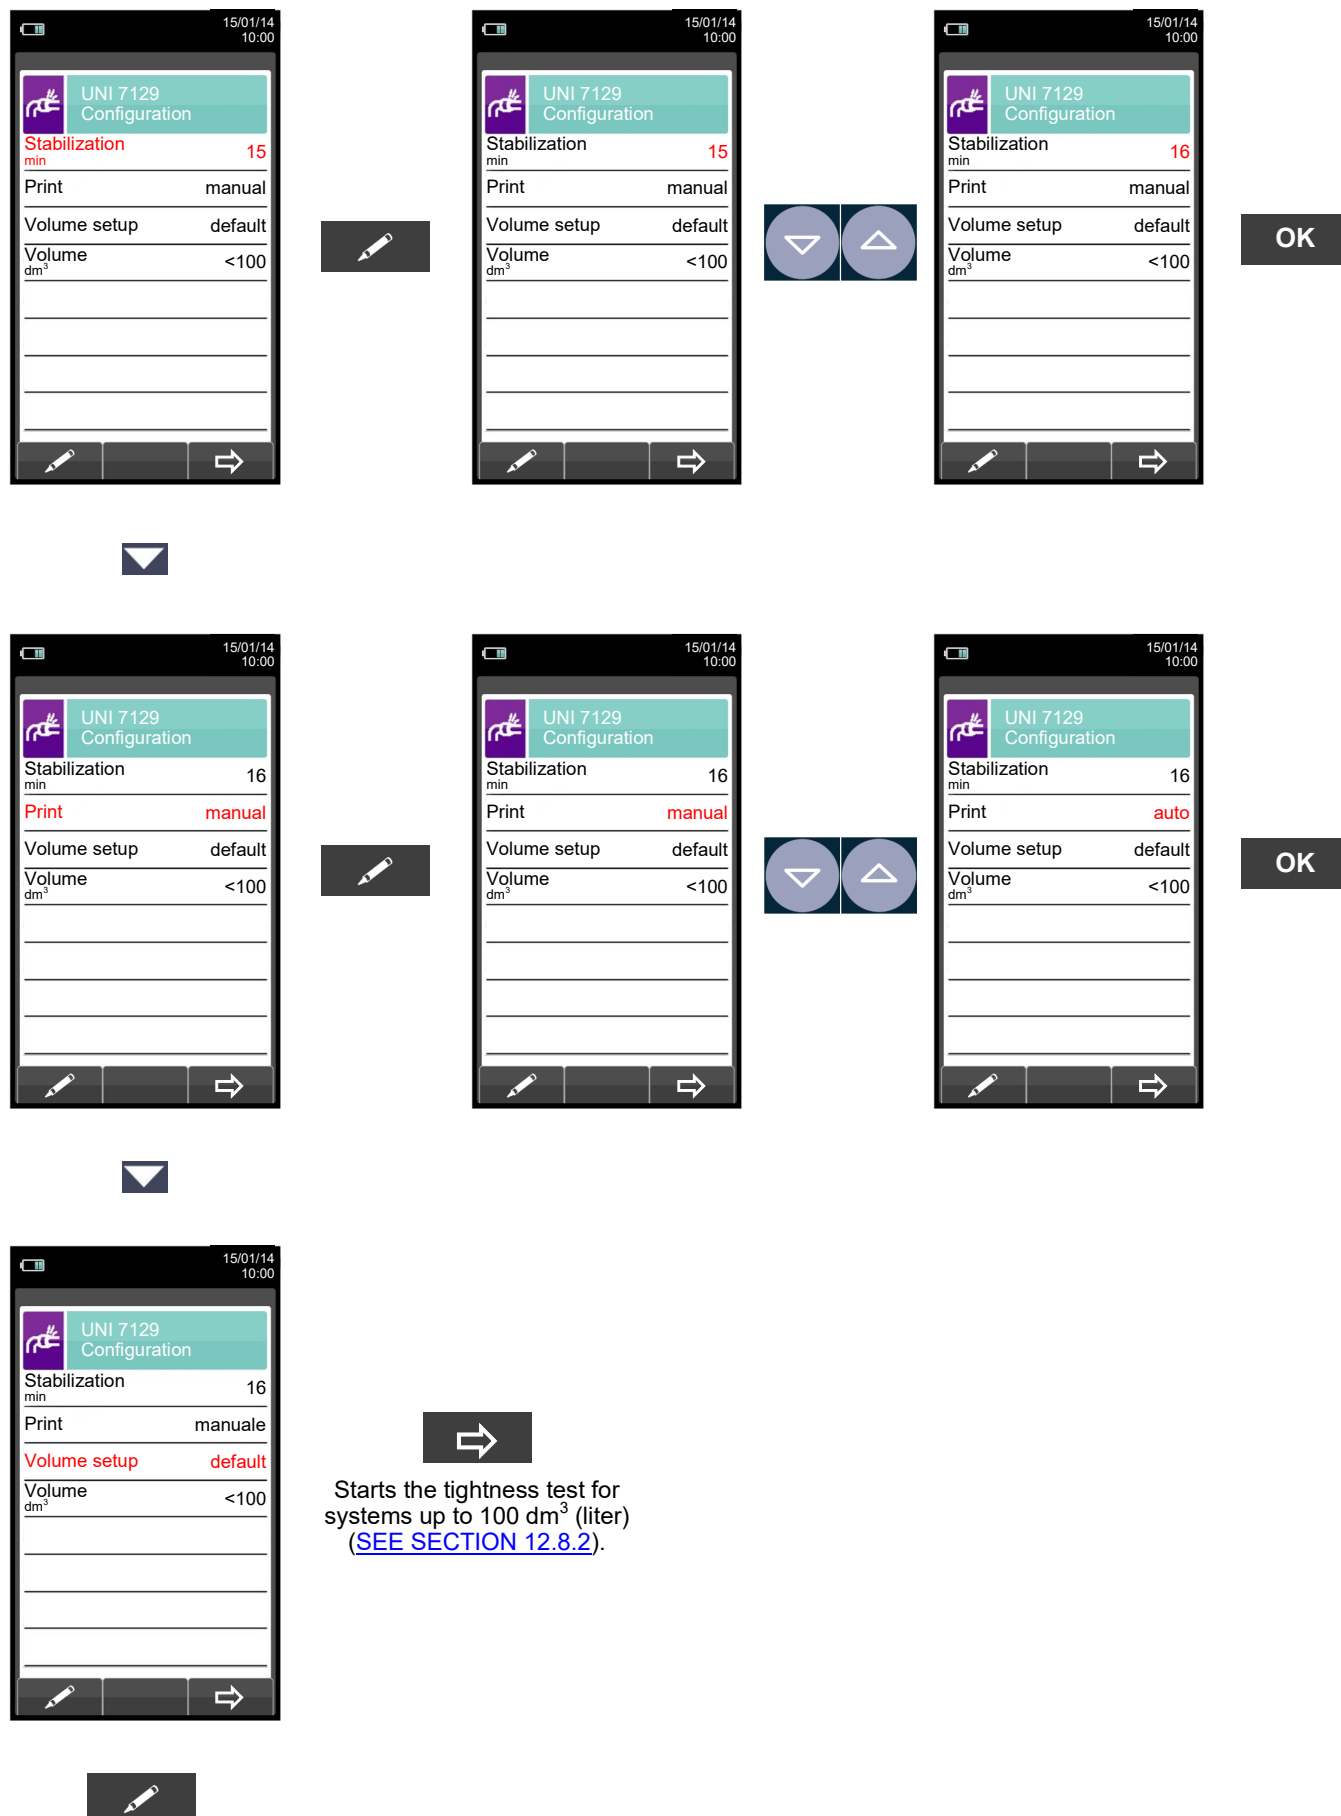 15/01/14
10:00
UNI 7129
Configuration
Stabilization
min
15
Print manual
Volume setup default
Volume
dm³
<100
15/01/14
10:00
UNI 7129
Configuration
Stabilization
min
15
Print manual
Volume setup default
Volume
dm³
<100
15/01/14
10:00
UNI 7129
Configuration
Stabilization
min
16
Print manual
Volume setup default
Volume
dm³
<100
OK
15/01/14
10:00
UNI 7129
Configuration
Stabilization
min
16
Print manual
Volume setup default
Volume
dm³
<100
15/01/14
10:00
UNI 7129
Configuration
Stabilization
min
16
Print manual
Volume setup default
Volume
dm³
<100
15/01/14
10:00
UNI 7129
Configuration
Stabilization
min
16
Print auto
Volume setup default
Volume
dm³
<100
OK
15/01/14
10:00
UNI 7129
Configuration
Stabilization
min
16
Print manuale
Volume setup default
Volume
dm³
<100
Starts the tightness test for
systems up to 100 dm³ (liter)
(SEE SECTION 12.8.2).